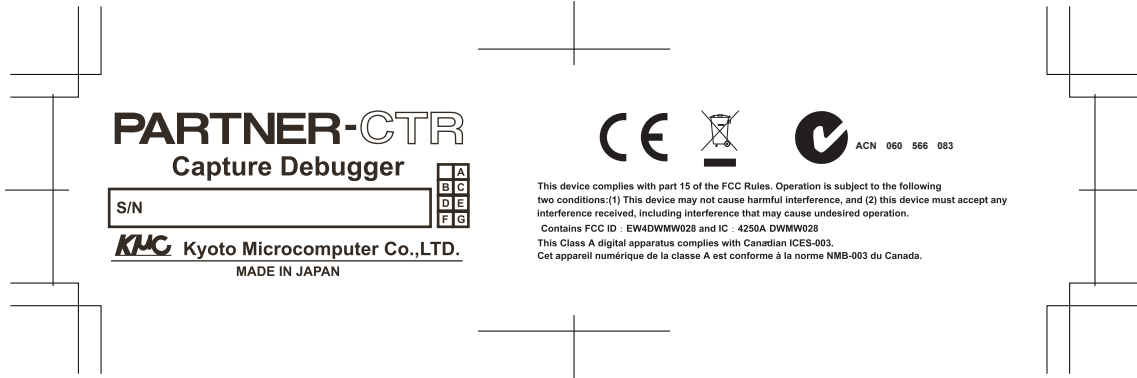 PARTNER-CTR
Capture Debugger
A
B C
D E
F G
S/N
KMC Kyoto Microcomputer Co.,LTD.
MADE IN JAPAN
CE
ACN 060 566 083
This device complies with part 15 of the FCC Rules. Operation is subject to the following
two conditions:(1) This device may not cause harmful interference, and (2) this device must accept any
interference received, including interference that may cause undesired operation.
Contains FCC ID : EW4DWMW028 and IC : 4250A DWMW028
This Class A digital apparatus complies with Canadian ICES-003.
Cet appareil numérique de la classe A est conforme à la norme NMB-003 du Canada.